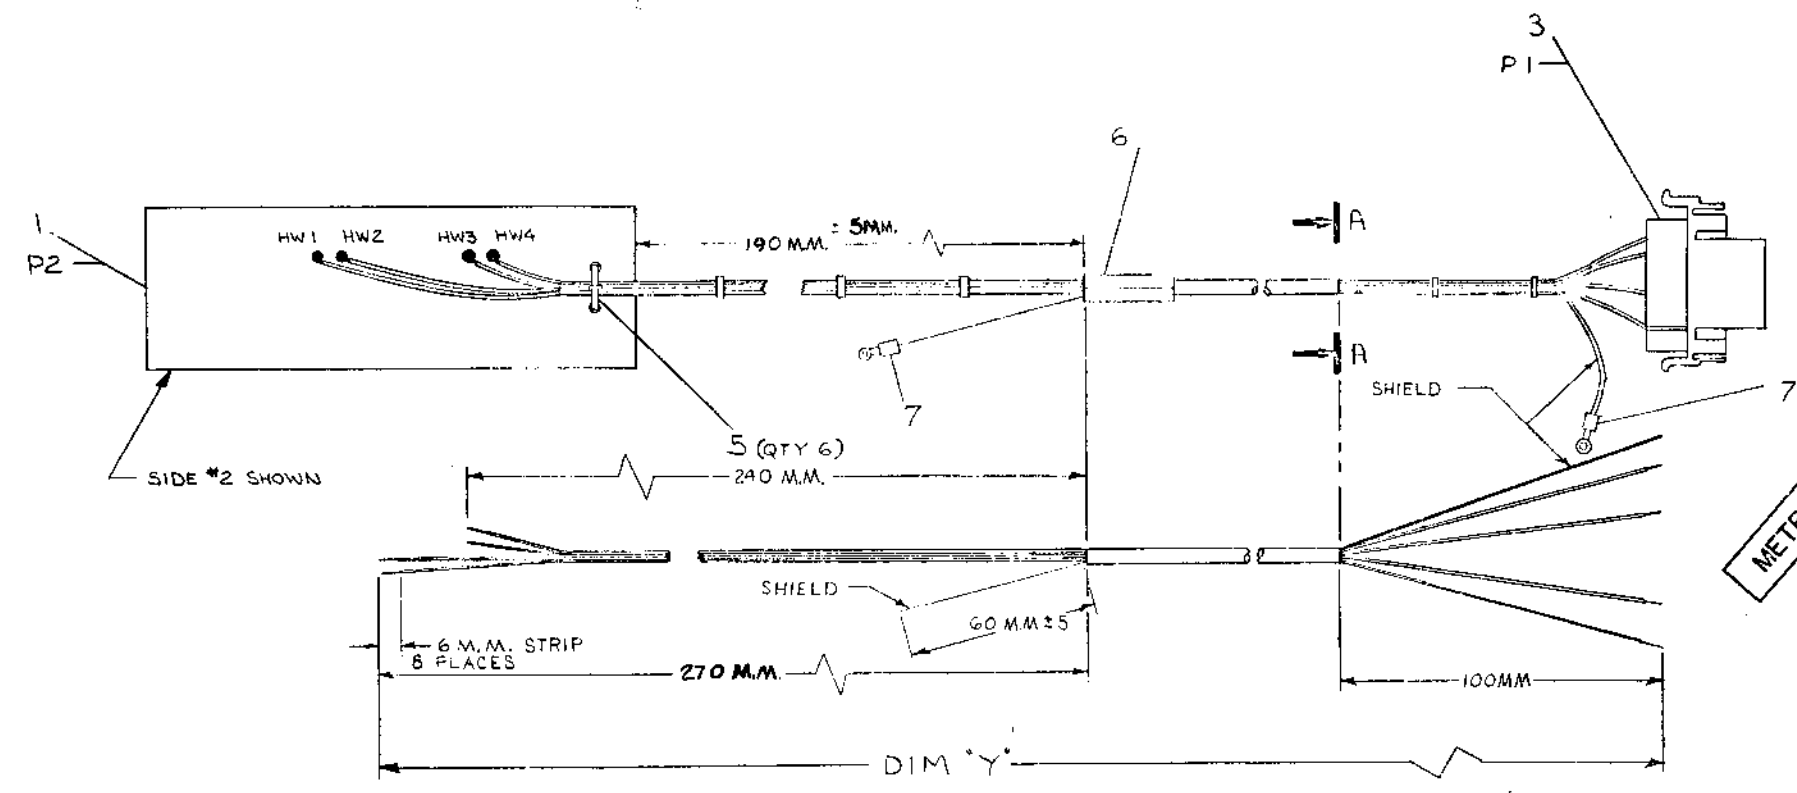 3
P1
6
1
P2
HW1 HW2 HW3 HW4
190 M.M. ± 5MM.
A
A
7
SHIELD
7
5 (QTY 6)
SIDE #2 SHOWN
240 M.M.
SHIELD
60 M.M ±5
6 M.M. STRIP
8 PLACES
270 M.M.
100MM
DIM "Y"